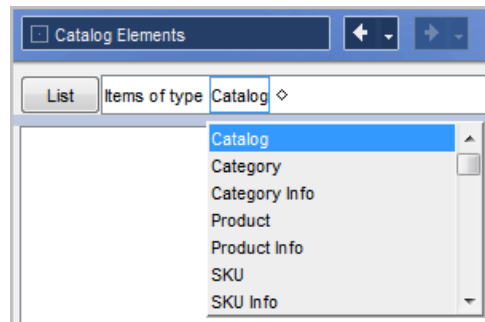 Catalog Elements
List Items of type Catalog
Catalog
Category
Category Info
Product
Product Info
SKU
SKU Info